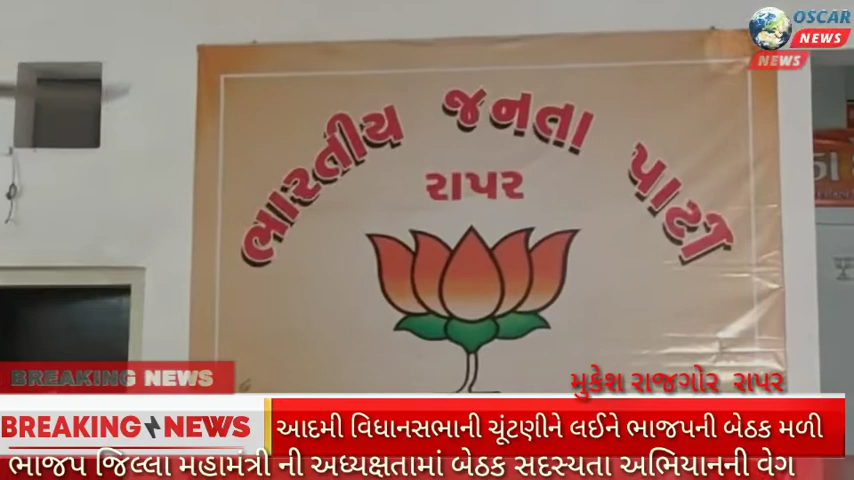 OSCAR
NEWS
NEWS
ભારતીય જનતા પાર્ટી
રાપર
BREAKING NEWS
મુકેશ રાજગોર રાપર
BREAKING NEWS
આદમી વિધાનસભાની ચૂંટણીને લઈને ભાજપની બેઠક મળી
ભાજપ જિલ્લા મહામંત્રી ની અધ્યક્ષતામાં બેઠક સદસ્યતા અભિયાનની વેગ